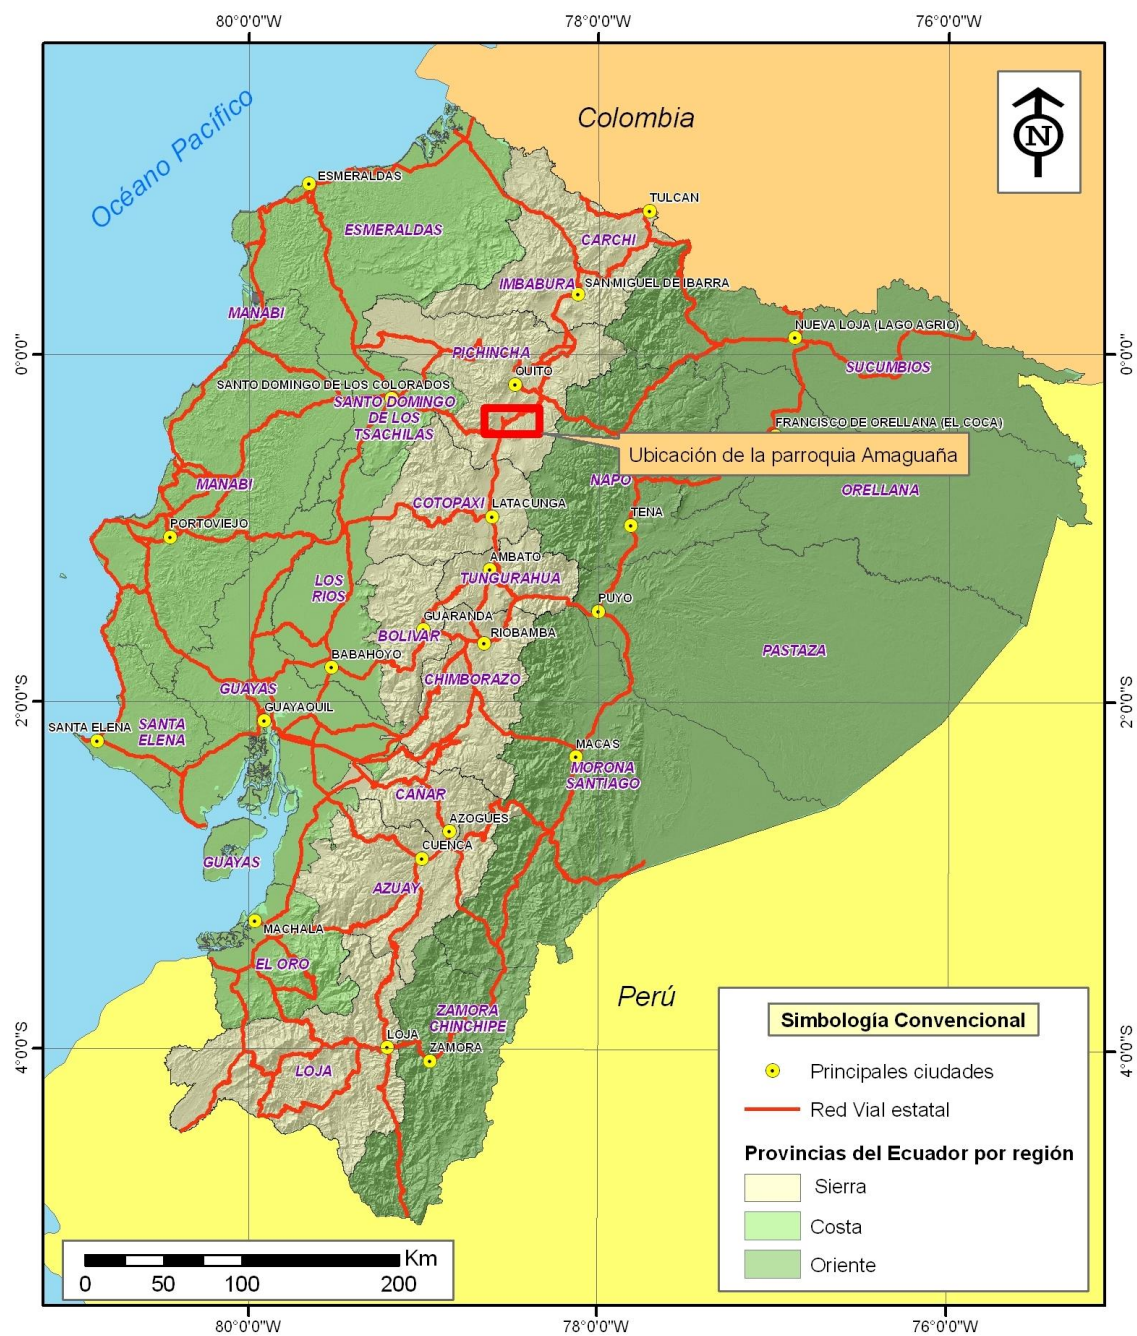 80°0'0"W
78°0'0"W
76°0'0"W
Océano Pacífico
Colombia
N
ESMERALDAS
TULCAN
ESMERALDAS
CARCHI
IMBABURA
SAN MIGUEL DE IBARRA
MANABI
NUEVA LOJA (LAGO AGRIO)
0°0'0"
0°0'0"
PICHINCHA
SUCUMBIOS
QUITO
SANTO DOMINGO DE LOS COLORADOS
SANTO DOMINGO
DE LOS
TSACHILAS
FRANCISCO DE ORELLANA (EL COCA)
Ubicación de la parroquia Amaguaña
MANABI
NAPO
ORELLANA
COTOPAXI
LATACUNGA
PORTOVIEJO
TENA
AMBATO
TUNGURAHUA
LOS
RIOS
PUYO
GUARANDA
BOLIVAR
RIOBAMBA
BABAHOYO
PASTAZA
CHIMBORAZO
GUAYAS
2°0'0"S
2°0'0"S
GUAYAQUIL
SANTA ELENA
SANTA
ELENA
MACAS
MORONA
SANTIAGO
CANAR
AZOGUES
CUENCA
GUAYAS
AZUAY
MACHALA
EL ORO
Perú
ZAMORA
CHINCHIPE
LOJA
ZAMORA
4°0'0"S
4°0'0"S
LOJA
Simbología Convencional
Principales ciudades
Red Vial estatal
Provincias del Ecuador por región
Sierra
Costa
Oriente
Km
0 50 100 200
80°0'0"W
78°0'0"W
76°0'0"W